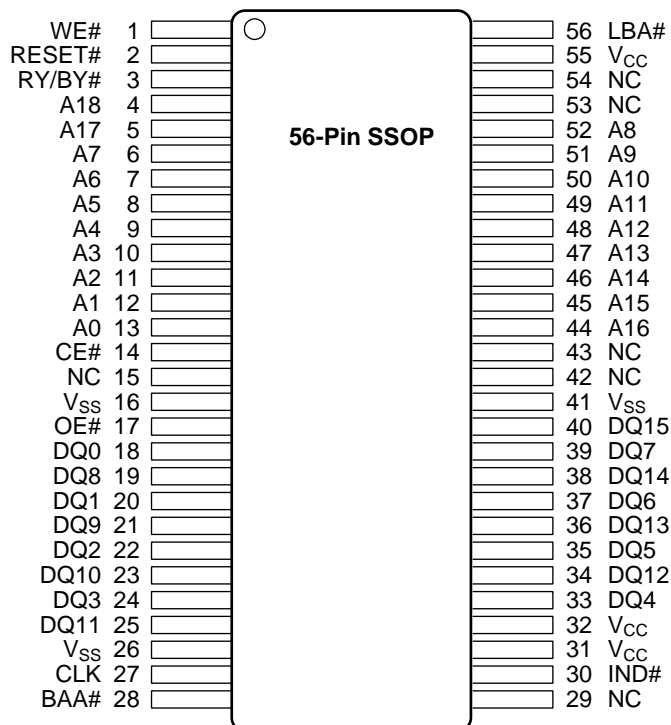 WE# 1 56 LBA#
RESET# 2 55 VCC
RY/BY# 3 54 NC
A18 4 53 NC
A17 5 52 A8
56-Pin SSOP
A7 6 51 A9
A6 7 50 A10
A5 8 49 A11
A4 9 48 A12
A3 10 47 A13
A2 11 46 A14
A1 12 45 A15
A0 13 44 A16
CE# 14 43 NC
NC 15 42 NC
VSS 16 41 VSS
OE# 17 40 DQ15
DQ0 18 39 DQ7
DQ8 19 38 DQ14
DQ1 20 37 DQ6
DQ9 21 36 DQ13
DQ2 22 35 DQ5
DQ10 23 34 DQ12
DQ3 24 33 DQ4
DQ11 25 32 VCC
VSS 26 31 VCC
CLK 27 30 IND#
BAA# 28 29 NC